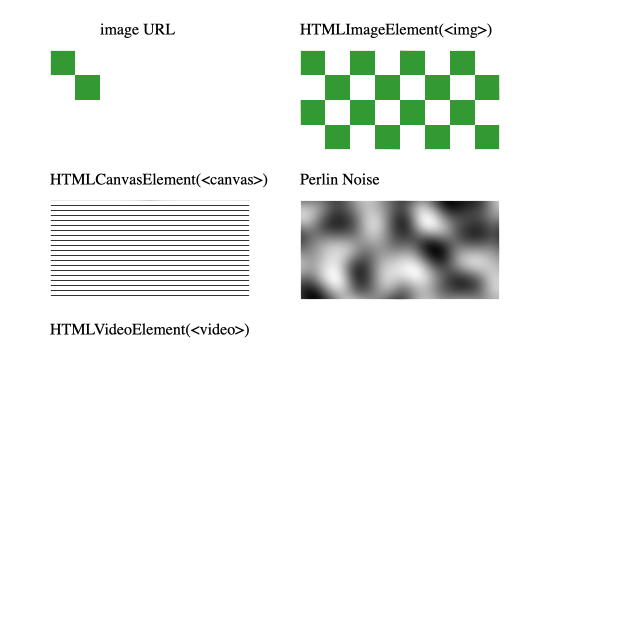 image URL
HTMLImageElement(<img>)
HTMLCanvasElement(<canvas>)
Perlin Noise
HTMLVideoElement(<video>)